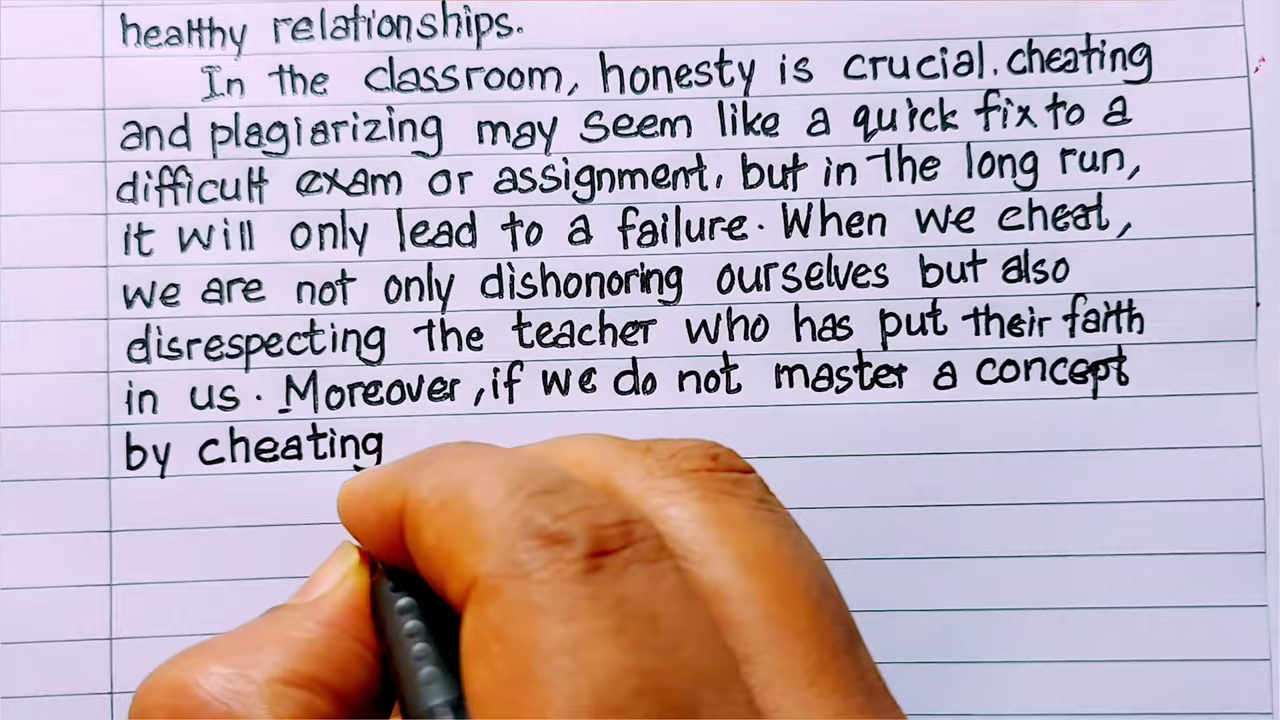 healthy relationships.
In the classroom, honesty is crucial. cheating
and plagiarizing may seem like a quick fix to a
difficult exam or assignment, but in the long run,
it will only lead to a failure. When we cheat,
we are not only dishonoring ourselves but also
disrespecting the teacher who has put their faith
in us. Moreover, if we do not master a concept
by cheating